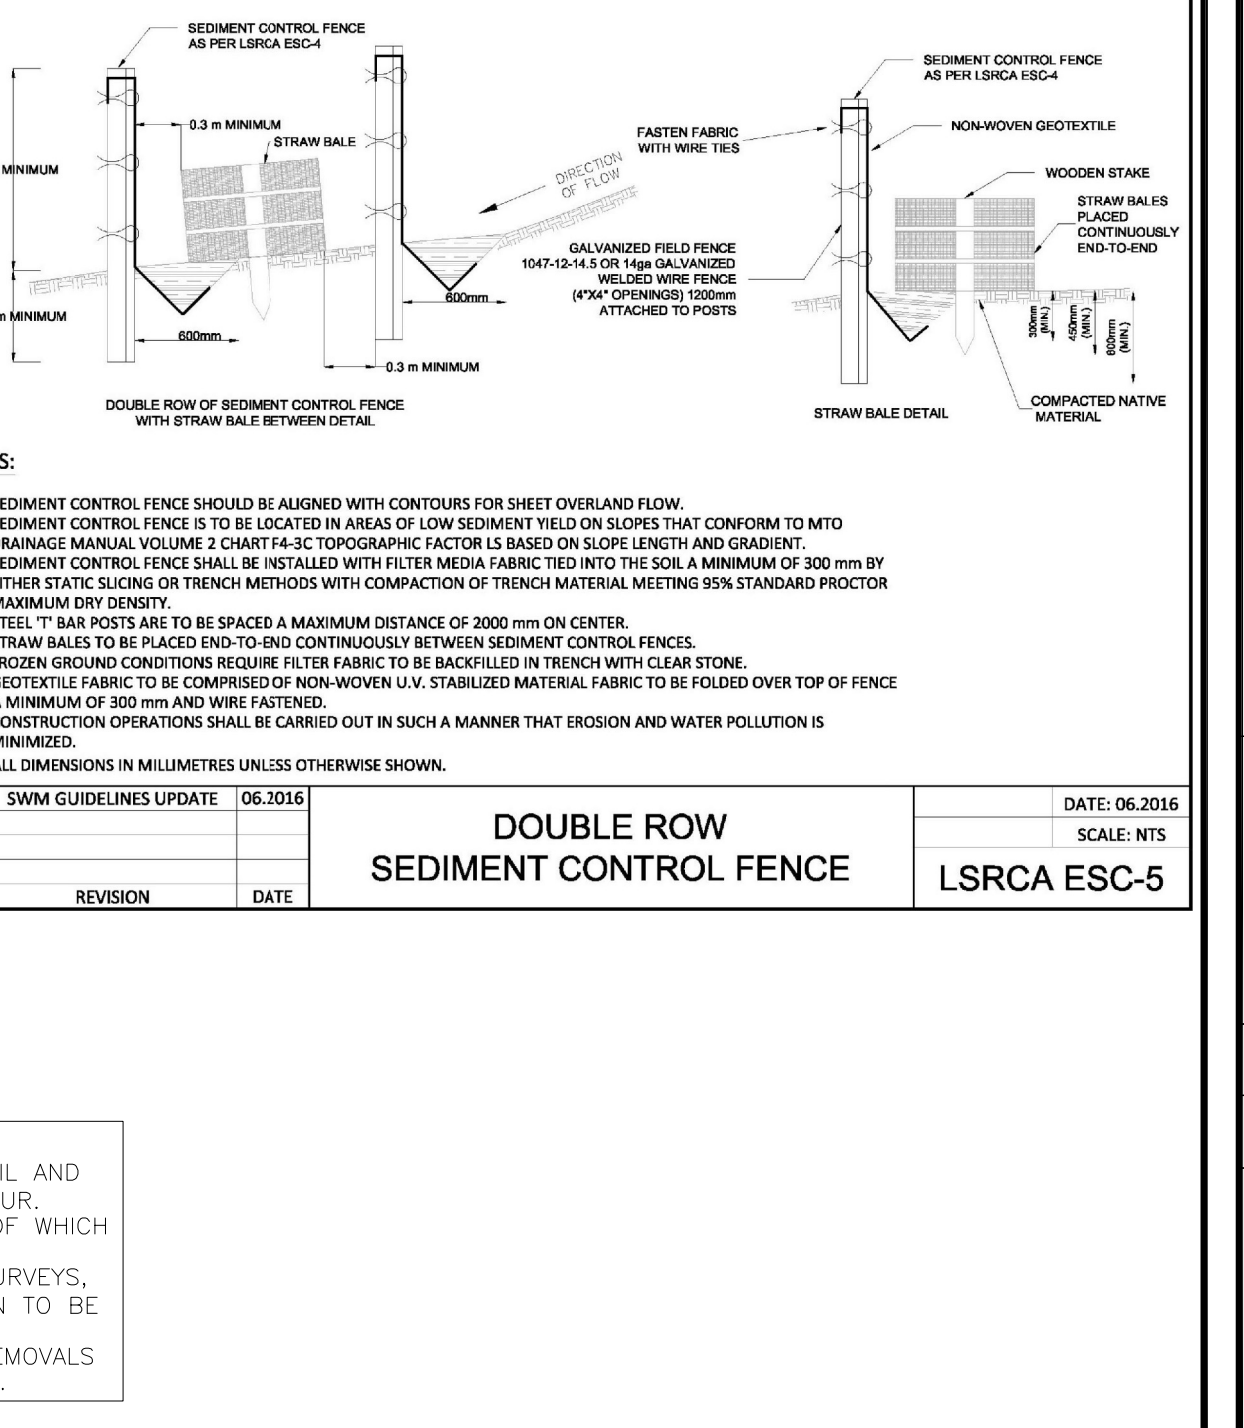 SEDIMENT CONTROL FENCE
AS PER LSRCA ESC-4
0.3 m MINIMUM
STRAW BALE
MINIMUM
MINIMUM
600mm
600mm
0.3 m MINIMUM
DIRECTION
OF FLOW
DOUBLE ROW OF SEDIMENT CONTROL FENCE
WITH STRAW BALE BETWEEN DETAIL
FASTEN FABRIC
WITH WIRE TIES
GALVANIZED FIELD FENCE
1047-12-14.5 OR 14ga GALVANIZED
WELDED WIRE FENCE
(4"X4" OPENINGS) 1200mm
ATTACHED TO POSTS
SEDIMENT CONTROL FENCE
AS PER LSRCA ESC-4
NON-WOVEN GEOTEXTILE
WOODEN STAKE
STRAW BALES
PLACED
CONTINUOUSLY
END-TO-END
300mm
(MIN.)
450mm
(MIN.)
600mm
(MIN.)
COMPACTED NATIVE
MATERIAL
STRAW BALE DETAIL
S:
EDIMENT CONTROL FENCE SHOULD BE ALIGNED WITH CONTOURS FOR SHEET OVERLAND FLOW.
EDIMENT CONTROL FENCE IS TO BE LOCATED IN AREAS OF LOW SEDIMENT YIELD ON SLOPES THAT CONFORM TO MTO
RAINAGE MANUAL VOLUME 2 CHART F4-3C TOPOGRAPHIC FACTOR LS BASED ON SLOPE LENGTH AND GRADIENT.
EDIMENT CONTROL FENCE SHALL BE INSTALLED WITH FILTER MEDIA FABRIC TIED INTO THE SOIL A MINIMUM OF 300 mm BY
ITHER STATIC SLICING OR TRENCH METHODS WITH COMPACTION OF TRENCH MATERIAL MEETING 95% STANDARD PROCTOR
MAXIMUM DRY DENSITY.
TEEL 'T' BAR POSTS ARE TO BE SPACED A MAXIMUM DISTANCE OF 2000 mm ON CENTER.
TRAW BALES TO BE PLACED END-TO-END CONTINUOUSLY BETWEEN SEDIMENT CONTROL FENCES.
ROZEN GROUND CONDITIONS REQUIRE FILTER FABRIC TO BE BACKFILLED IN TRENCH WITH CLEAR STONE.
GEOTEXTILE FABRIC TO BE COMPRISED OF NON-WOVEN U.V. STABILIZED MATERIAL FABRIC TO BE FOLDED OVER TOP OF FENCE
A MINIMUM OF 300 mm AND WIRE FASTENED.
ONSTRUCTION OPERATIONS SHALL BE CARRIED OUT IN SUCH A MANNER THAT EROSION AND WATER POLLUTION IS
MINIMIZED.
ALL DIMENSIONS IN MILLIMETRES UNLESS OTHERWISE SHOWN.
SWM GUIDELINES UPDATE 06.2016
REVISION DATE
DOUBLE ROW
SEDIMENT CONTROL FENCE
DATE: 06.2016
SCALE: NTS
LSRCA ESC-5
IL AND
UR.
OF WHICH
URVEYS,
N TO BE
EMOVALS
.